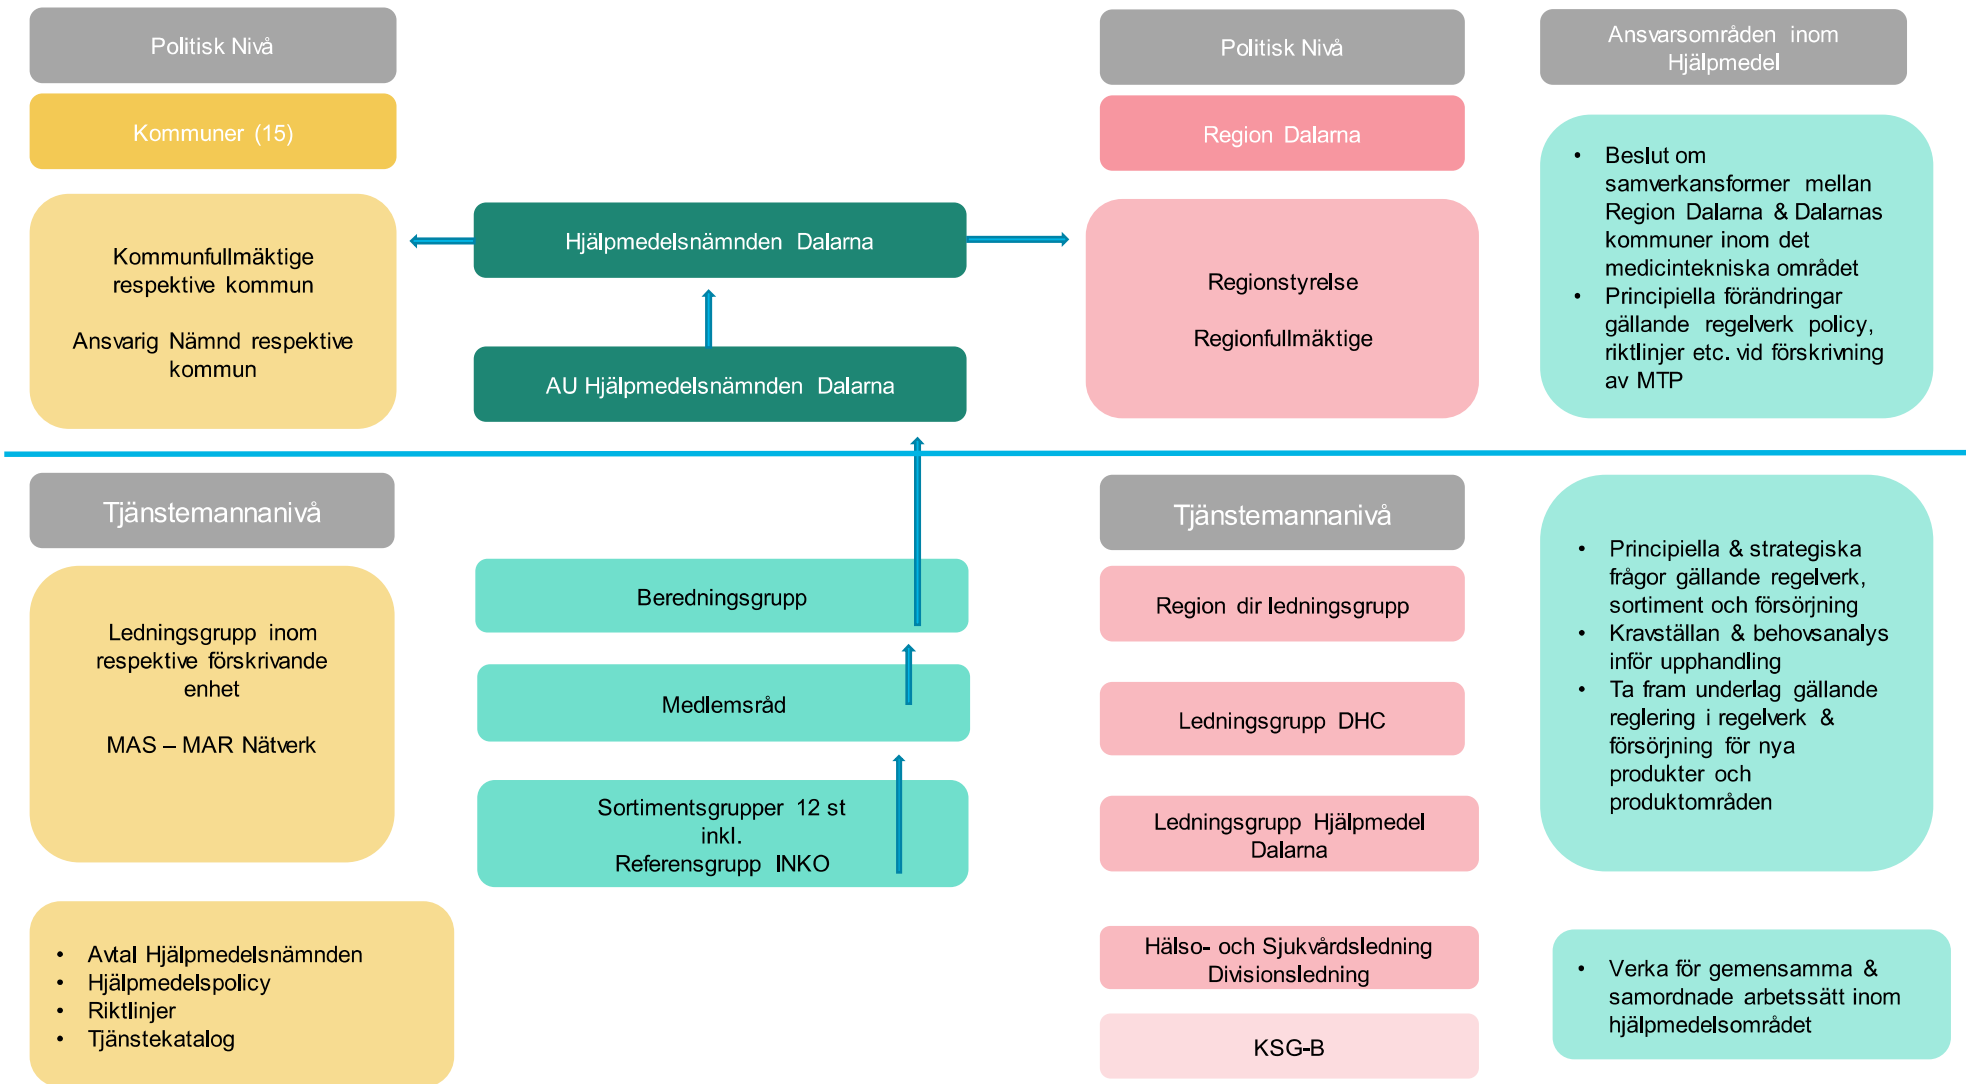 Politisk Nivå
Kommuner (15)
Kommunfullmäktige
respektive kommun
Ansvarig Nämnd respektive
kommun
Hjälpmedelsnämnden Dalarna
AU Hjälpmedelsnämnden Dalarna
Politisk Nivå
Region Dalarna
Regionstyrelse
Regionfullmäktige
Ansvarsområden inom
Hjälpmedel
• Beslut om
samverkansformer mellan
Region Dalarna & Dalarnas
kommuner inom det
medicintekniska området
• Principiella förändringar
gällande regelverk policy,
riktlinjer etc. vid förskrivning
av MTP
Tjänstemannanivå
Ledningsgrupp inom
respektive förskrivande
enhet
MAS – MAR Nätverk
• Avtal Hjälpmedelsnämnden
• Hjälpmedelspolicy
• Riktlinjer
• Tjänstekatalog
Beredningsgrupp
Medlemsråd
Sortimentsgrupper 12 st
inkl.
Referensgrupp INKO
Tjänstemannanivå
Region dir ledningsgrupp
Ledningsgrupp DHC
Ledningsgrupp Hjälpmedel
Dalarna
Hälso- och Sjukvårdsledning
Divisionsledning
KSG-B
• Principiella & strategiska
frågor gällande regelverk,
sortiment och försörjning
• Kravställan & behovsanalys
inför upphandling
• Ta fram underlag gällande
reglering i regelverk &
försörjning för nya
produkter och
produktområden
• Verka för gemensamma &
samordnade arbetssätt inom
hjälpmedelsområdet